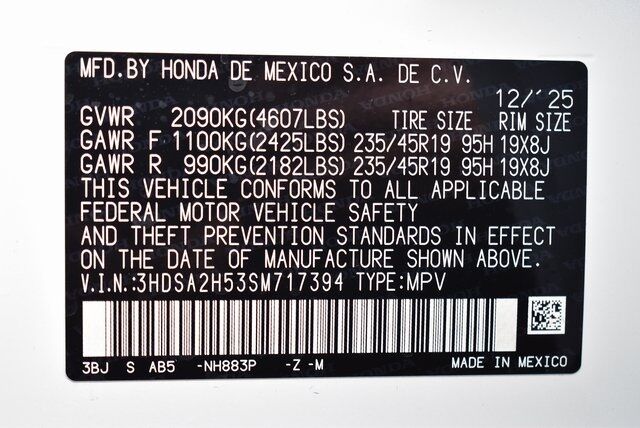 MFD.BY HONDA DE MEXICO S.A. DE C.V.
12/'25
GVWR 2090KG(4607LBS) TIRE SIZE RIM SIZE
GAWR F 1100KG(2425LBS) 235/45R19 95H 19X8J
GAWR R 990KG(2182LBS) 235/45R19 95H 19X8J
THIS VEHICLE CONFORMS TO ALL APPLICABLE
FEDERAL MOTOR VEHICLE SAFETY
AND THEFT PREVENTION STANDARDS IN EFFECT
ON THE DATE OF MANUFACTURE SHOWN ABOVE.
V.I.N.:3HDSA2H53SM717394 TYPE:MPV
3BJ S AB5 -NH883P -Z -M MADE IN MEXICO